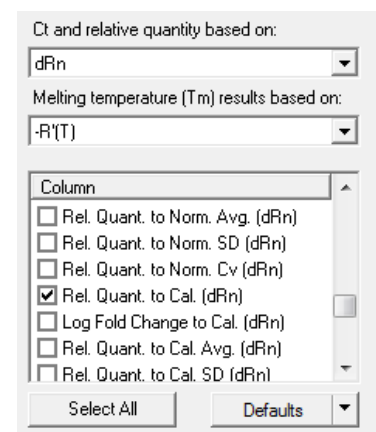 Ct and relative quantity based on:
dRn
Melting temperature (Tm) results based on:
-R'(T)
Column
Rel. Quant. to Norm. Avg. (dRn)
Rel. Quant. to Norm. SD (dRn)
Rel. Quant. to Norm. Cv (dRn)
Rel. Quant. to Cal. (dRn)
Log Fold Change to Cal. (dRn)
Rel. Quant. to Cal. Avg. (dRn)
Rel. Quant. to Cal. SD (dRn)
Select All Defaults